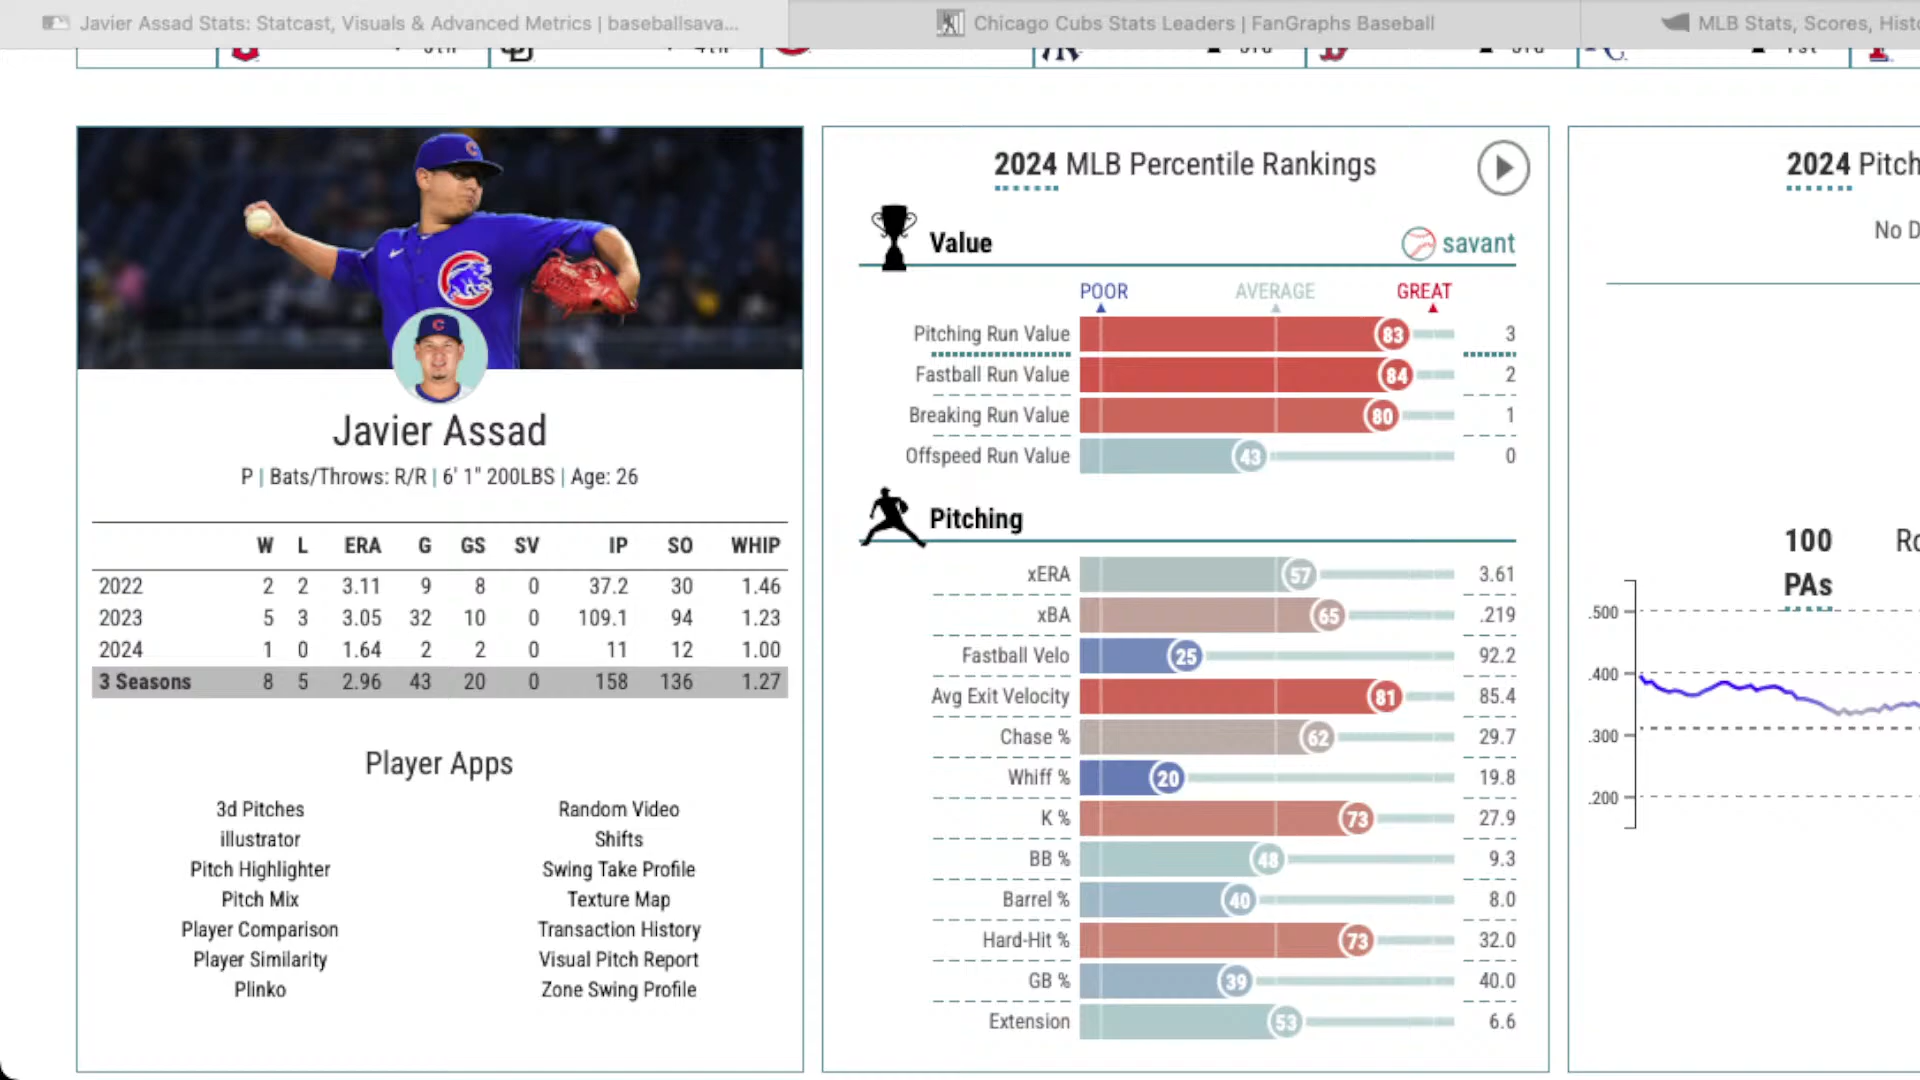 Javier Assad Stats: Statcast, Visuals & Advanced Metrics | baseballsava...
Chicago Cubs Stats Leaders | FanGraphs Baseball
MLB Stats, Scores, Histo
Javier Assad
P | Bats/Throws: R/R | 6' 1" 200LBS | Age: 26
W L ERA G GS SV IP SO WHIP
2022 2 2 3.11 9 8 0 37.2 30 1.46
2023 5 3 3.05 32 10 0 109.1 94 1.23
2024 1 0 1.64 2 2 0 11 12 1.00
3 Seasons 8 5 2.96 43 20 0 158 136 1.27
Player Apps
3d Pitches Random Video
illustrator Shifts
Pitch Highlighter Swing Take Profile
Pitch Mix Texture Map
Player Comparison Transaction History
Player Similarity Visual Pitch Report
Plinko Zone Swing Profile
2024 MLB Percentile Rankings
Value savant
POOR AVERAGE GREAT
Pitching Run Value 83 3
Fastball Run Value 84 2
Breaking Run Value 80 1
Offspeed Run Value 43 0
Pitching
xERA 57 3.61
xBA 65 .219
Fastball Velo 25 92.2
Avg Exit Velocity 81 85.4
Chase % 62 29.7
Whiff % 20 19.8
K % 73 27.9
BB % 48 9.3
Barrel % 40 8.0
Hard-Hit % 73 32.0
GB % 39 40.0
Extension 53 6.6
2024 Pitch
No D
100 Ro
PAs
.500
.400
.300
.200